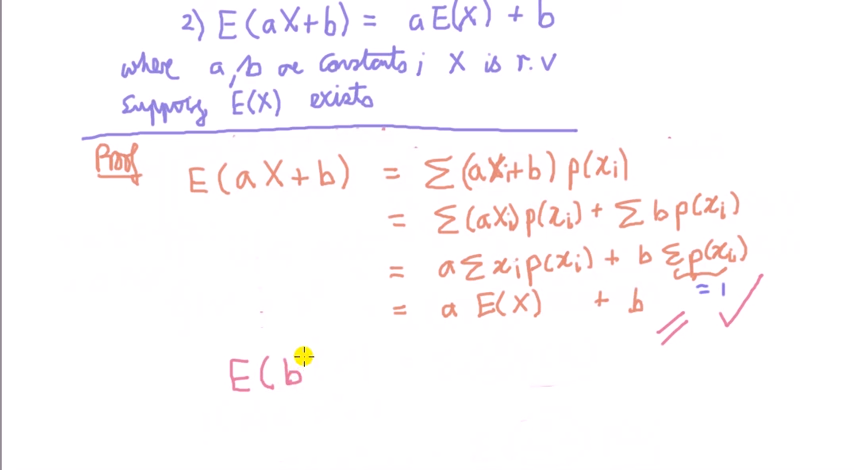 2) E(aX+b) = aE(X) + b
where a,b are constants; X is r.v
suppose E(X) exists
Proof
E(aX+b) = Σ(aXi+b) p(xi)
= Σ(aXi)p(xi) + Σ b p(xi)
= a Σ xi p(xi) + b Σ p(xi)
= 1
= a E(X) + b
E(b